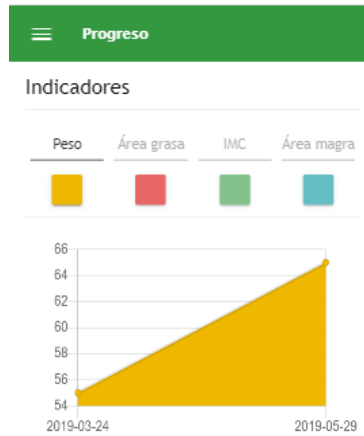 Progreso
Indicadores
Peso Área grasa IMC Área magra
66
64
62
60
58
56
54
2019-03-24 2019-05-29